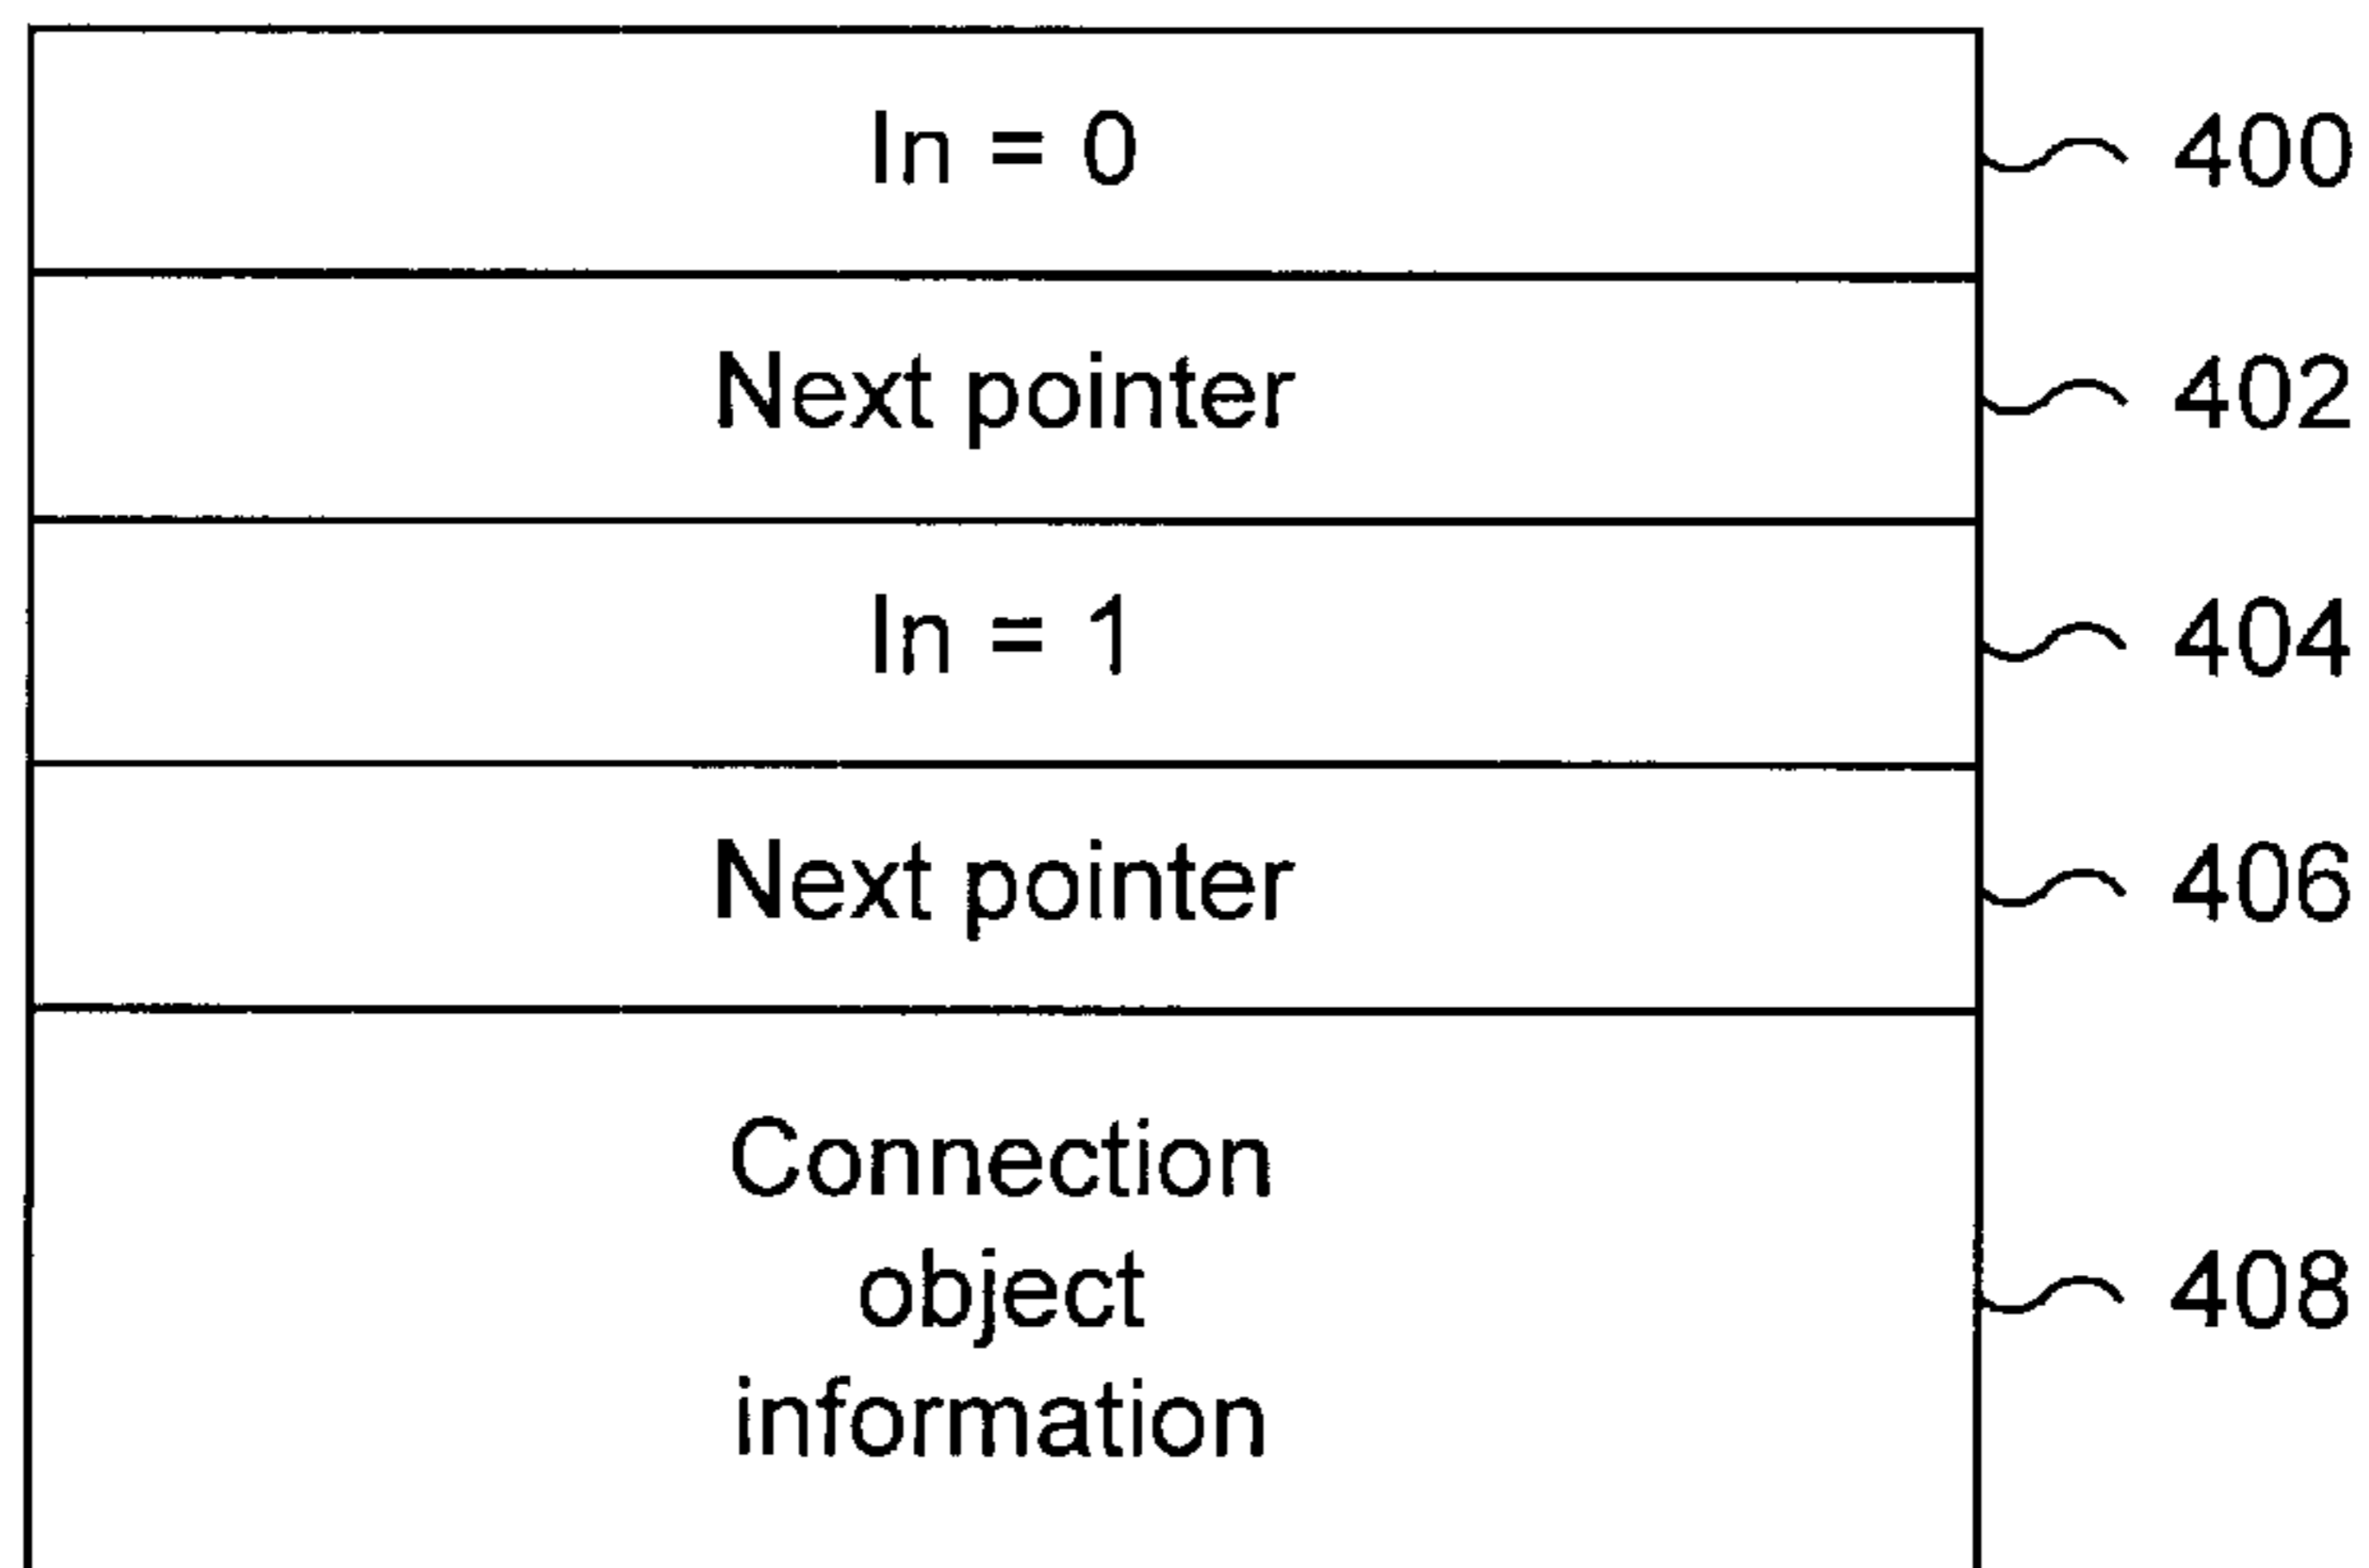 In = 0 400
Next pointer 402
In = 1 404
Next pointer 406
Connection
object 408
information